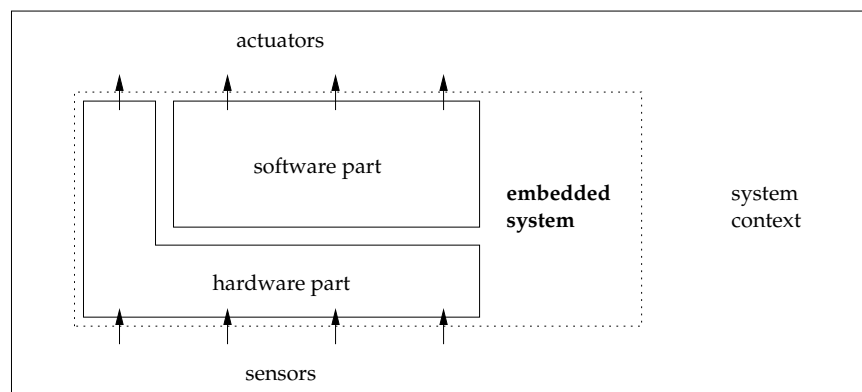 actuators
software part
embedded
system
system
context
hardware part
sensors